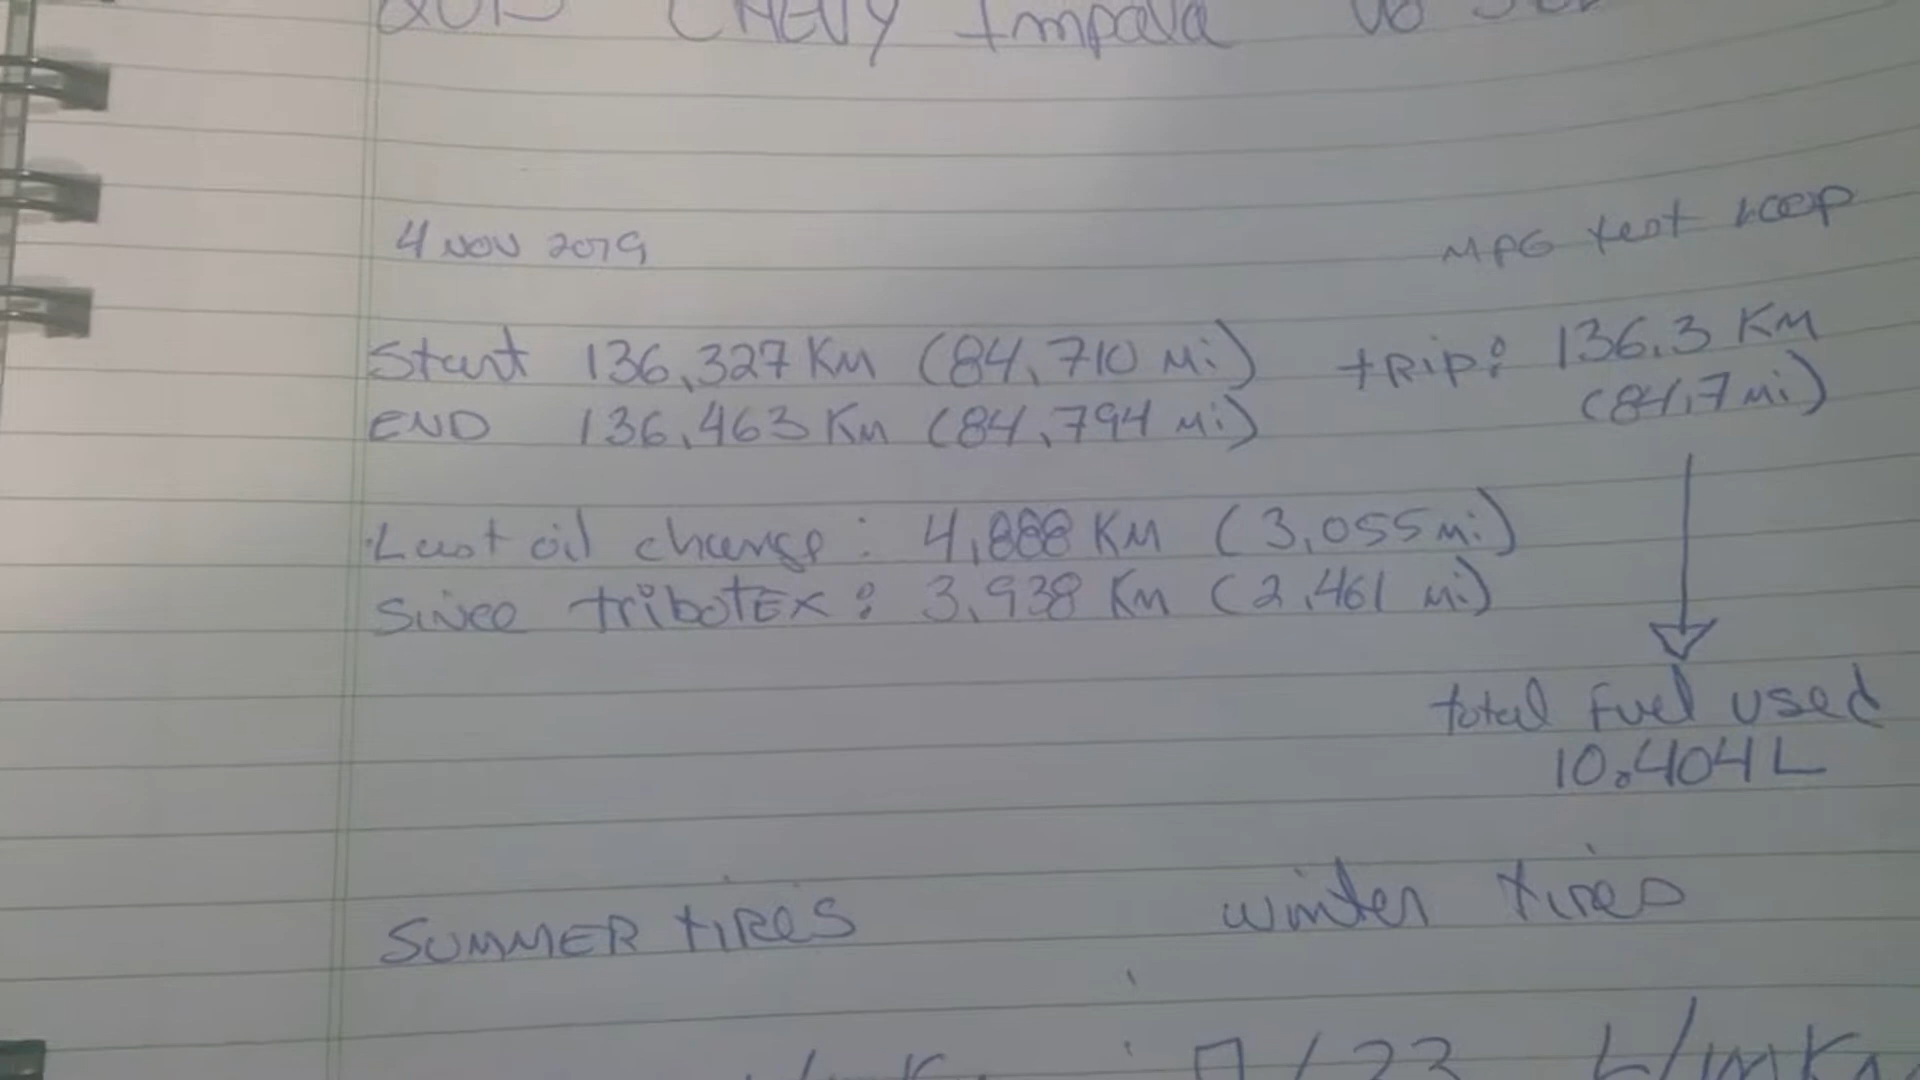 CHEVY Impala
4 NOV 2019
MPG test Loop
Start 136,327 KM (84,710 Mi)
trip: 136.3 KM
(84.7 mi)
END 136,463 KM (84,794 Mi)
Last oil change: 4,888 KM (3,055 mi)
Since tribotEX: 3,938 Km (2,461 mi)
total Fuel used
10.404 L
SUMMER tIRES
winter tires